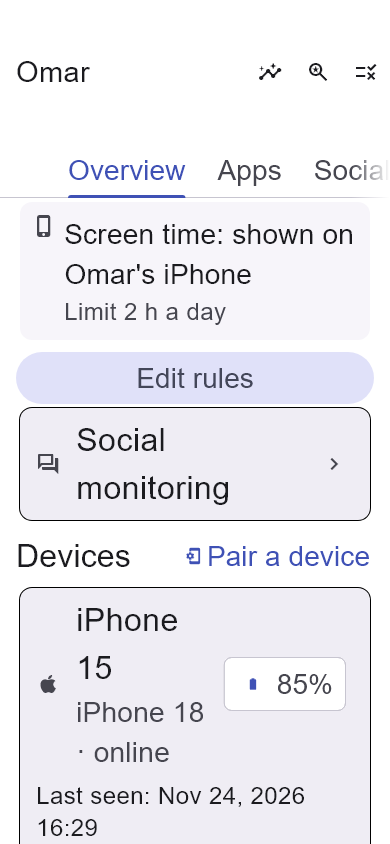 Omar
Overview
Apps
Social
Screen time: shown on
Omar's iPhone
Limit 2 h a day
Edit rules
Social
monitoring
Devices
Pair a device
iPhone
15
iPhone 18
· online
85%
Last seen: Nov 24, 2026
16:29